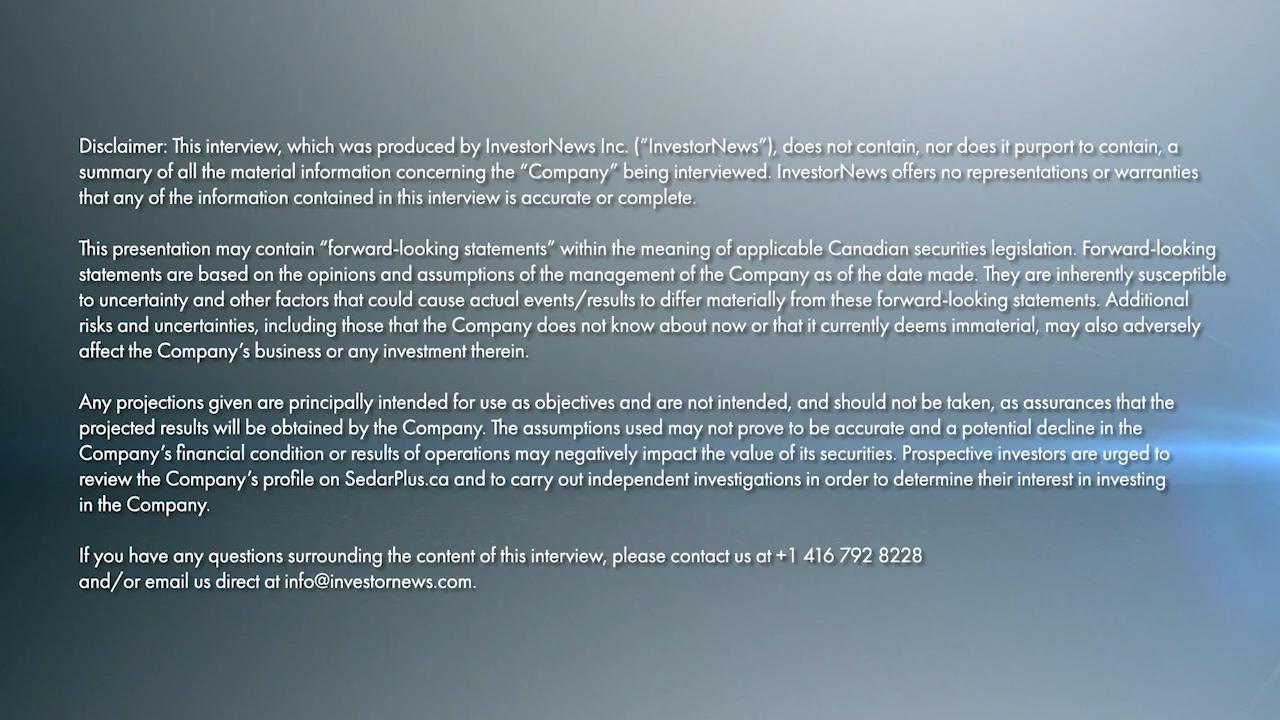 Disclaimer: This interview, which was produced by InvestorNews Inc. (“InvestorNews”), does not contain, nor does it purport to contain, a
summary of all the material information concerning the “Company” being interviewed. InvestorNews offers no representations or warranties
that any of the information contained in this interview is accurate or complete.
This presentation may contain “forward-looking statements” within the meaning of applicable Canadian securities legislation. Forward-looking
statements are based on the opinions and assumptions of the management of the Company as of the date made. They are inherently susceptible
to uncertainty and other factors that could cause actual events/results to differ materially from these forward-looking statements. Additional
risks and uncertainties, including those that the Company does not know about now or that it currently deems immaterial, may also adversely
affect the Company’s business or any investment therein.
Any projections given are principally intended for use as objectives and are not intended, and should not be taken, as assurances that the
projected results will be obtained by the Company. The assumptions used may not prove to be accurate and a potential decline in the
Company’s financial condition or results of operations may negatively impact the value of its securities. Prospective investors are urged to
review the Company’s profile on SedarPlus.ca and to carry out independent investigations in order to determine their interest in investing
in the Company.
If you have any questions surrounding the content of this interview, please contact us at +1 416 792 8228
and/or email us direct at info@investornews.com.